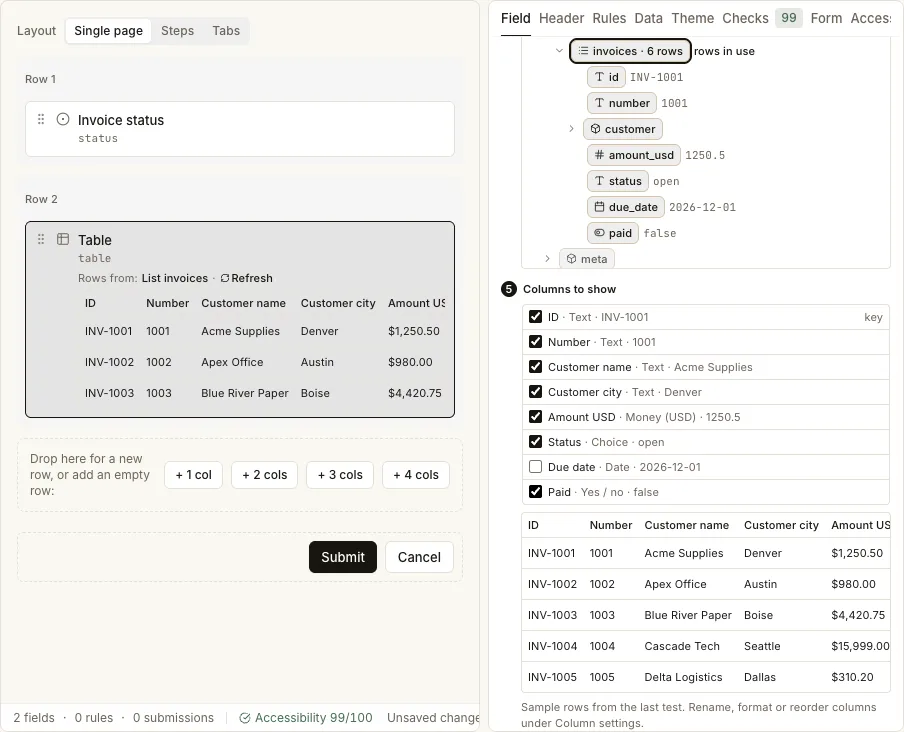 Layout Single page Steps Tabs
Row 1
Invoice status
status
Row 2
Table
table
Rows from: List invoices · Refresh
ID Number Customer name Customer city Amount US
INV-1001 1001 Acme Supplies Denver $1,250.50
INV-1002 1002 Apex Office Austin $980.00
INV-1003 1003 Blue River Paper Boise $4,420.75
Drop here for a new
row, or add an empty
row:
+ 1 col + 2 cols + 3 cols + 4 cols
Submit Cancel
2 fields · 0 rules · 0 submissions Accessibility 99/100 Unsaved change
Field Header Rules Data Theme Checks 99 Form Access
invoices · 6 rows rows in use
id INV-1001
number 1001
customer
amount_usd 1250.5
status open
due_date 2026-12-01
paid false
meta
5 Columns to show
ID · Text · INV-1001 key
Number · Text · 1001
Customer name · Text · Acme Supplies
Customer city · Text · Denver
Amount USD · Money (USD) · 1250.5
Status · Choice · open
Due date · Date · 2026-12-01
Paid · Yes / no · false
ID Number Customer name Customer city Amount US
INV-1001 1001 Acme Supplies Denver $1,250.50
INV-1002 1002 Apex Office Austin $980.00
INV-1003 1003 Blue River Paper Boise $4,420.75
INV-1004 1004 Cascade Tech Seattle $15,999.00
INV-1005 1005 Delta Logistics Dallas $310.20
Sample rows from the last test. Rename, format or reorder columns
under Column settings.